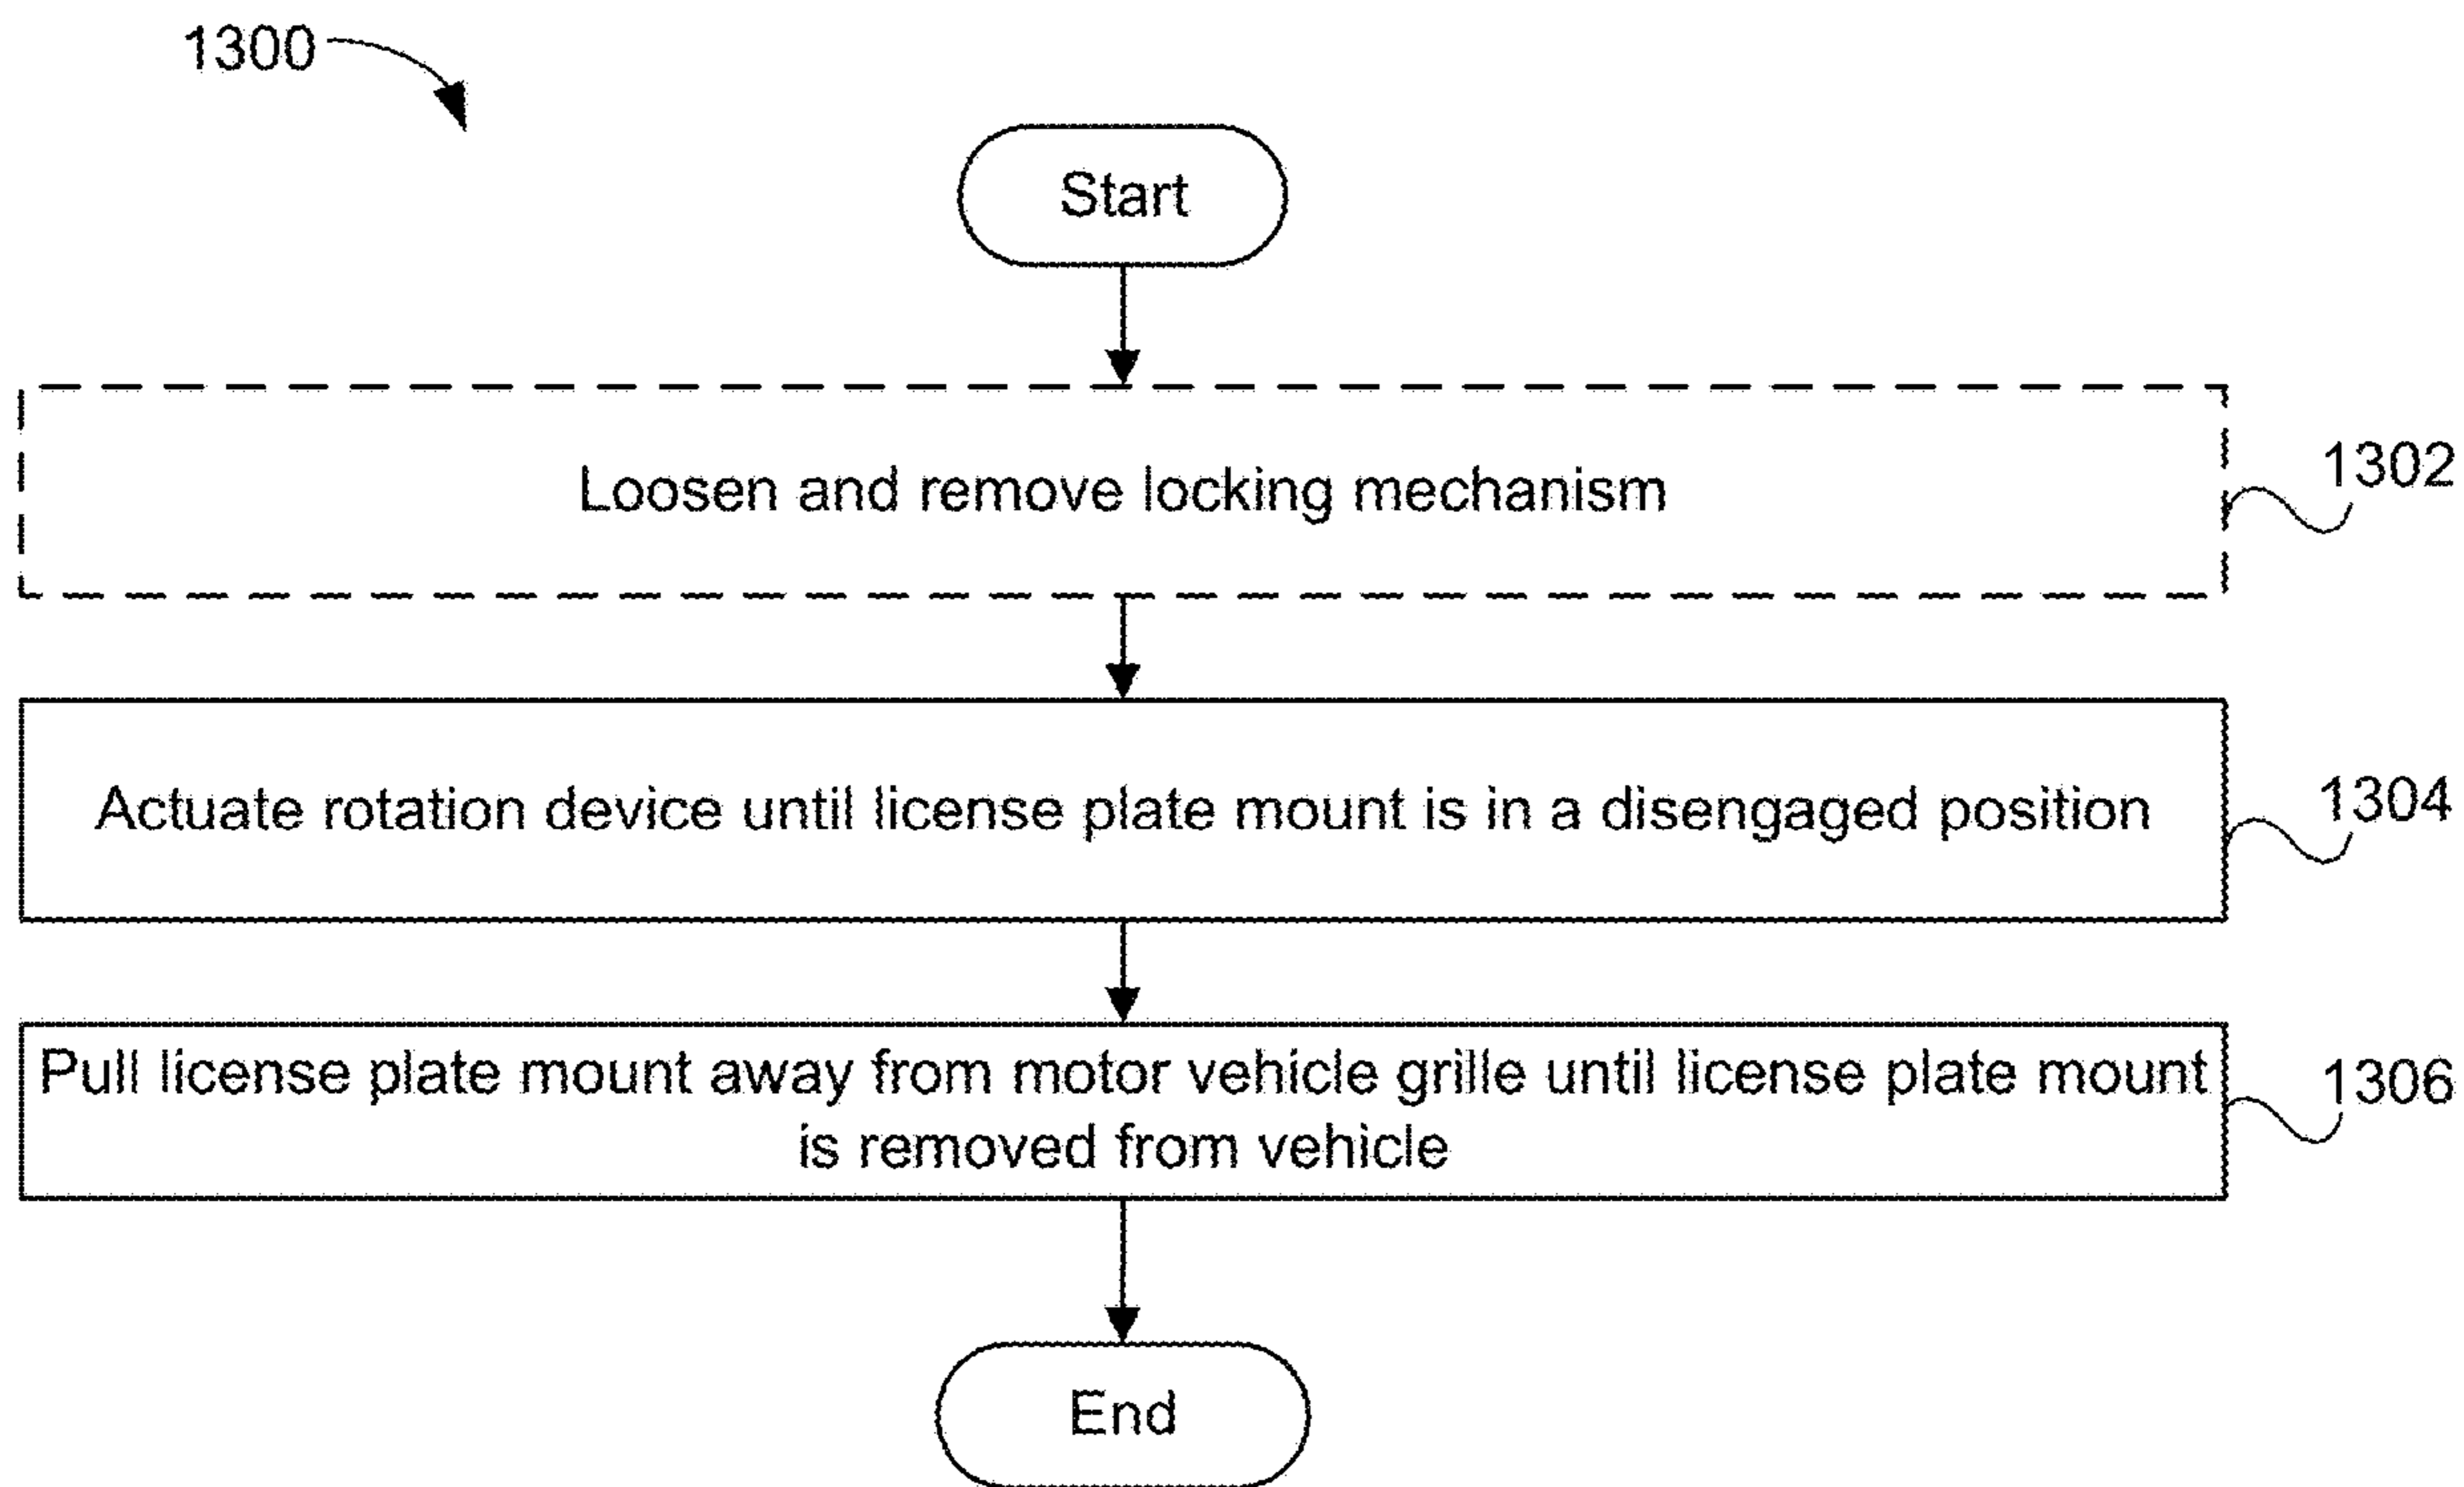 1300
Start
Loosen and remove locking mechanism
1302
Actuate rotation device until license plate mount is in a disengaged position
1304
Pull license plate mount away from motor vehicle grille until license plate mount
is removed from vehicle
1306
End